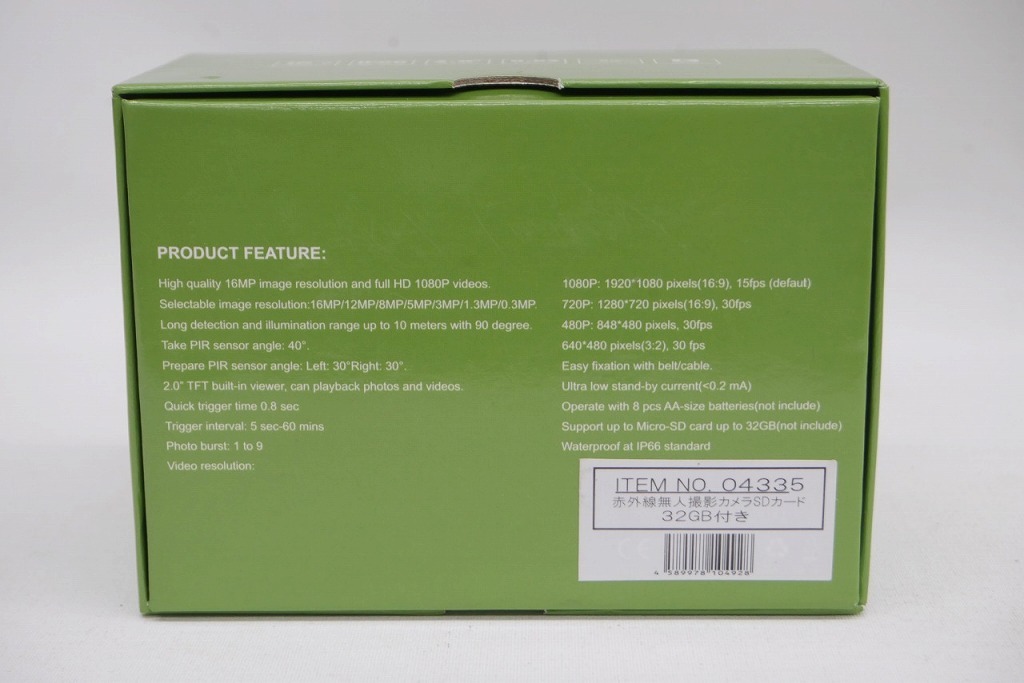 PRODUCT FEATURE:
High quality 16MP image resolution and full HD 1080P videos.
Selectable image resolution:16MP/12MP/8MP/5MP/3MP/1.3MP/0.3MP.
Long detection and illumination range up to 10 meters with 90 degree.
Take PIR sensor angle: 40°.
Prepare PIR sensor angle: Left: 30°Right: 30°.
2.0" TFT built-in viewer, can playback photos and videos.
Quick trigger time 0.8 sec
Trigger interval: 5 sec-60 mins
Photo burst: 1 to 9
Video resolution:
1080P: 1920*1080 pixels(16:9), 15fps (default)
720P: 1280*720 pixels(16:9), 30fps
480P: 848*480 pixels, 30fps
640*480 pixels(3:2), 30 fps
Easy fixation with belt/cable.
Ultra low stand-by current(<0.2 mA)
Operate with 8 pcs AA-size batteries(not include)
Support up to Micro-SD card up to 32GB(not include)
Waterproof at IP66 standard
ITEM NO. 04335
赤外線無人撮影カメラSDカード
32GB付き
4 589978 104928